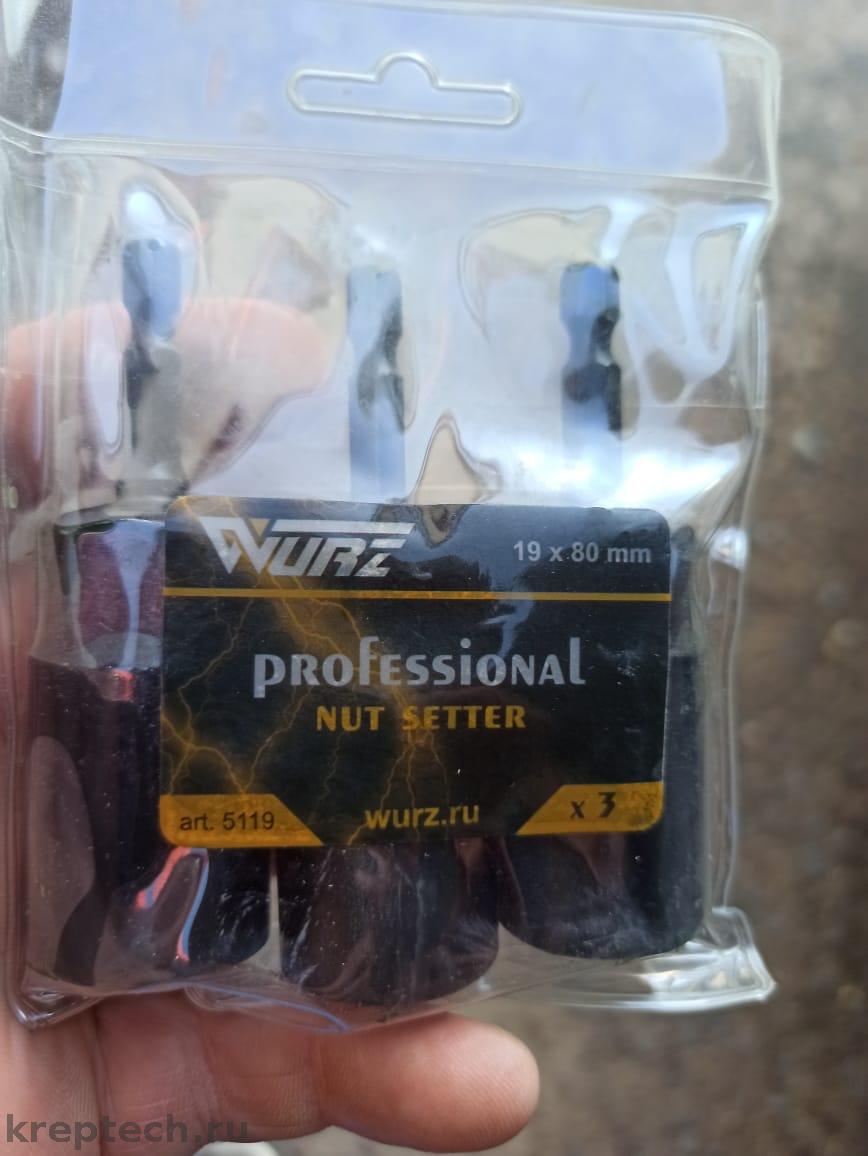 WURZ
19 x 80 mm
professional
NUT SETTER
art. 5119
wurz.ru
x 3
kreptech.ru